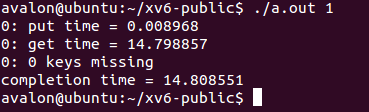 avalon@ubuntu:~/xv6-public$ ./a.out 1
0: put time = 0.008968
0: get time = 14.798857
0: 0 keys missing
completion time = 14.808551
avalon@ubuntu:~/xv6-public$